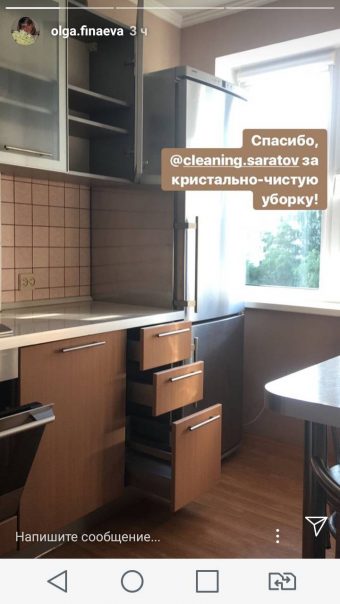 olga.finaeva 3 ч
Спасибо,
@cleaning.saratov за
кристально-чистую
уборку!
Напишите сообщение...